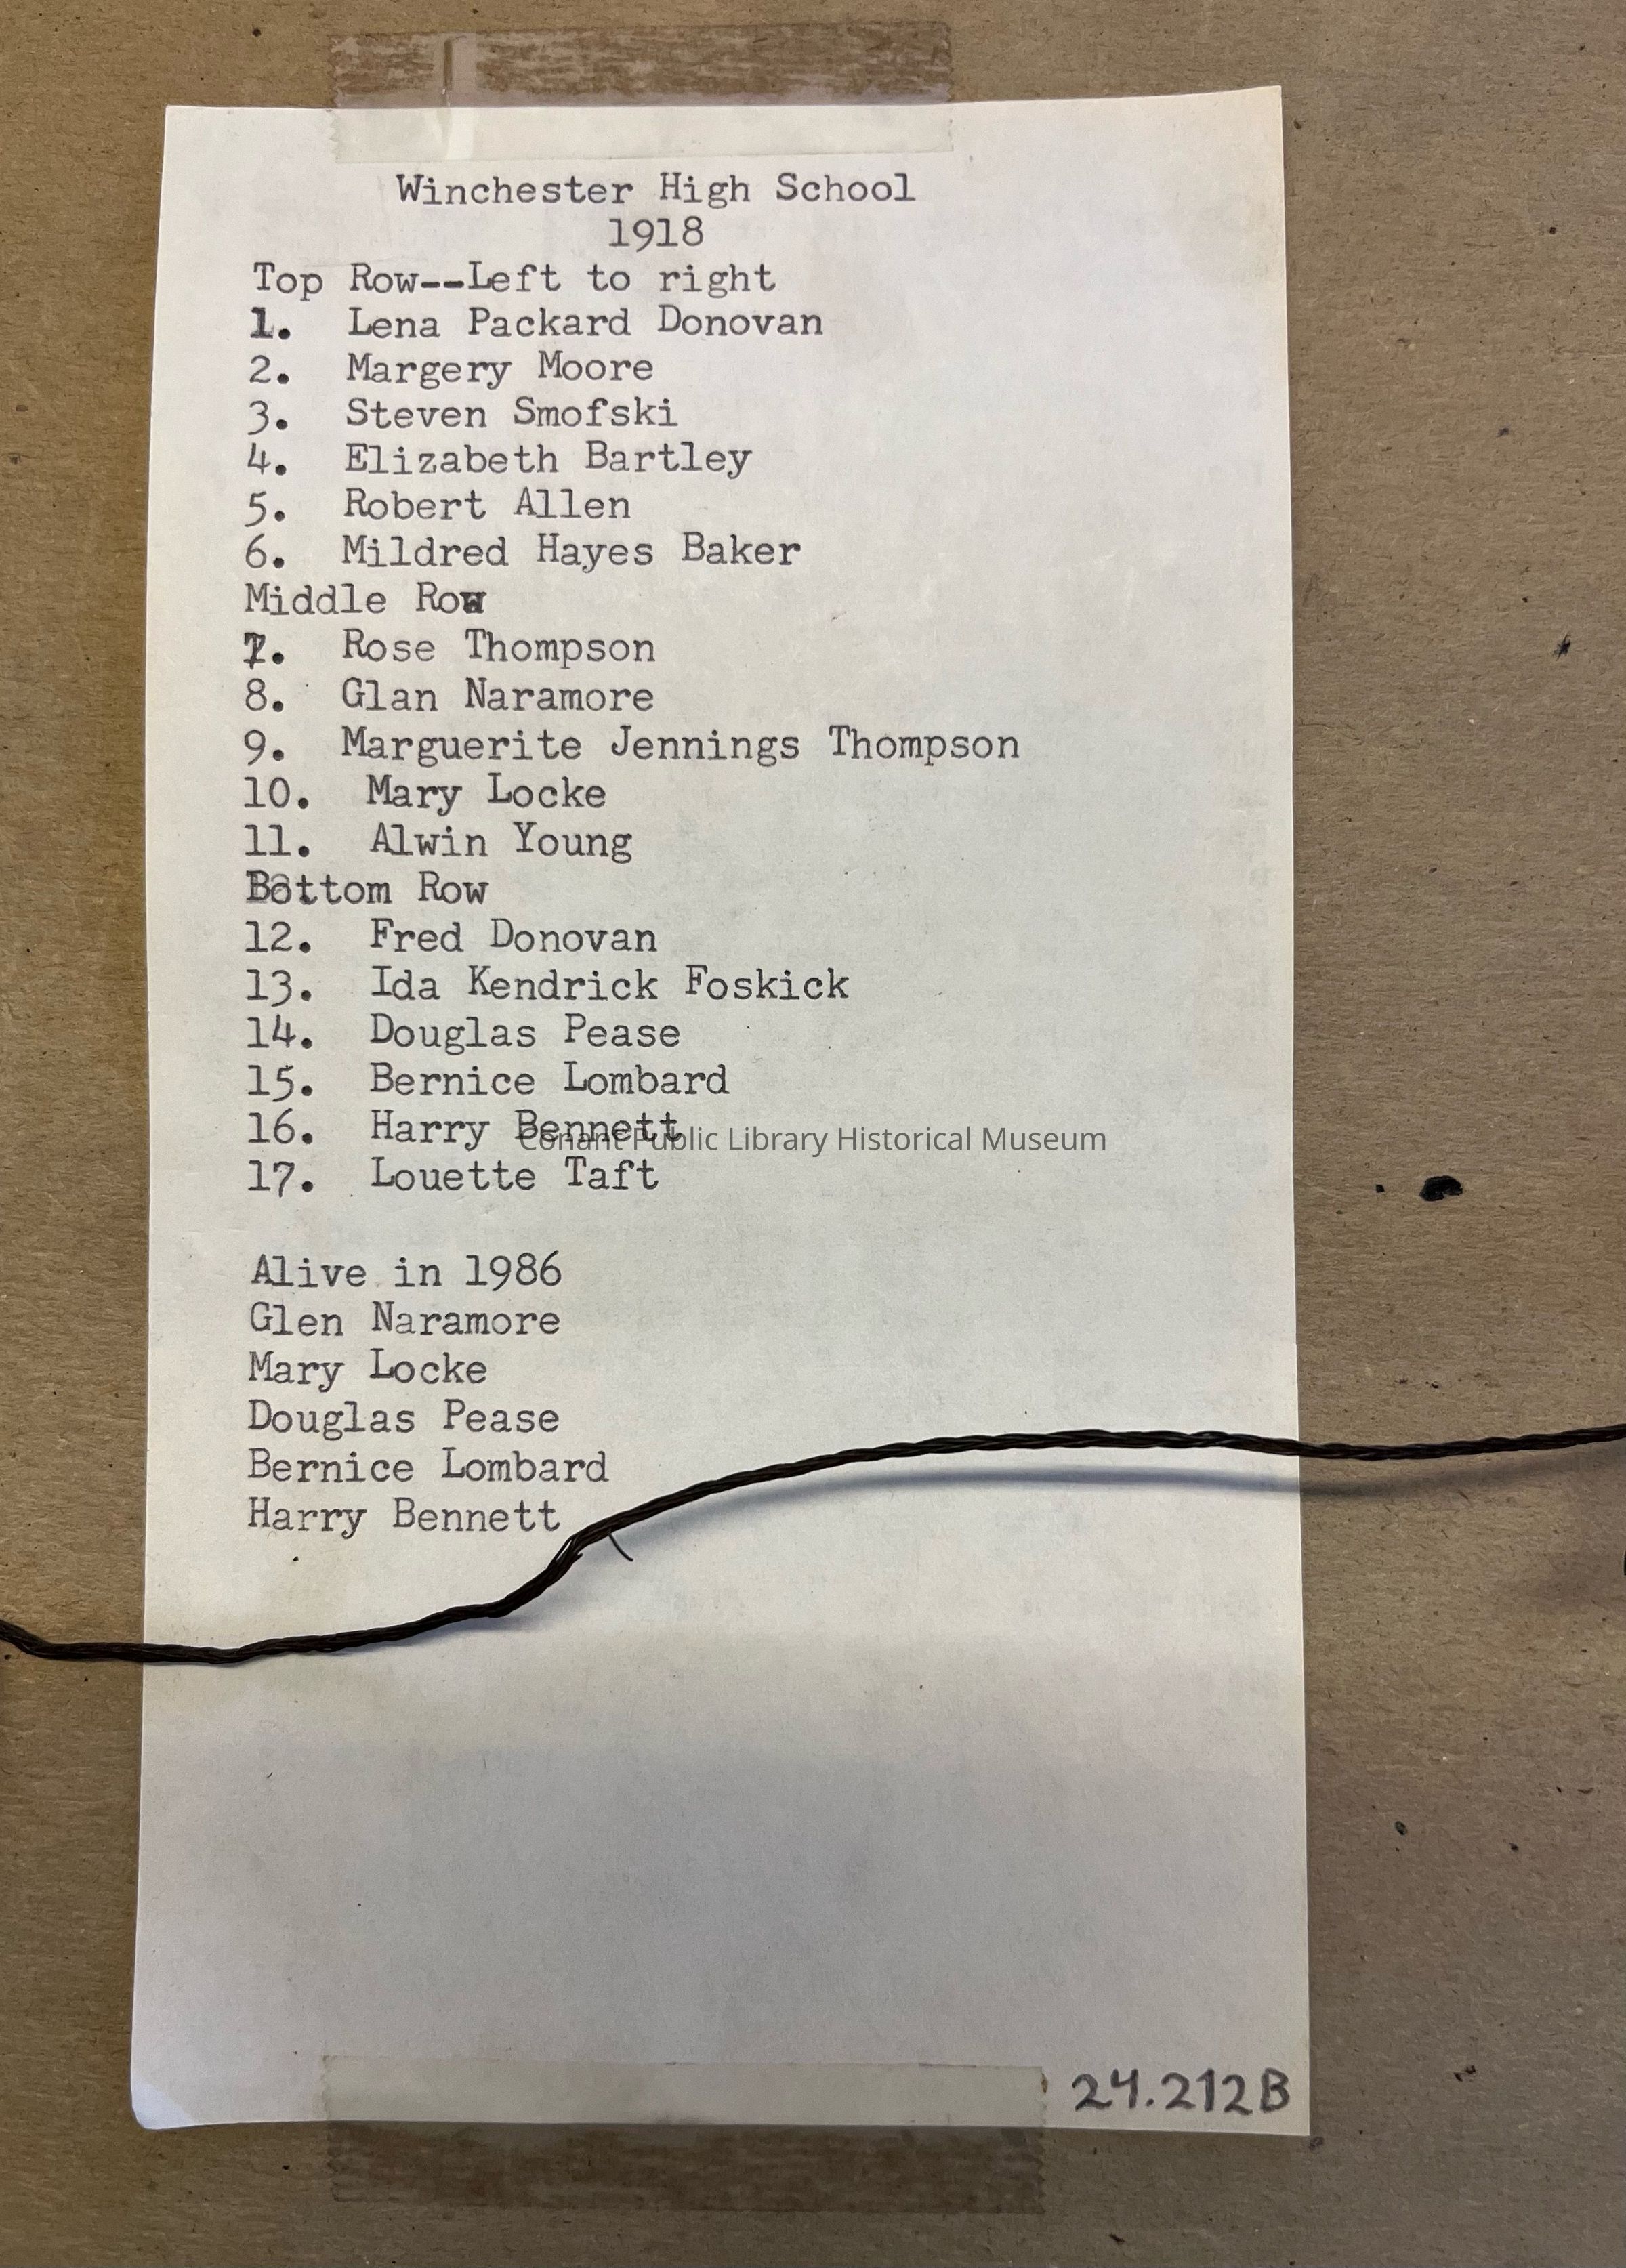 Winchester High School
1918
Top Row--Left to right
1. Lena Packard Donovan
2. Margery Moore
3. Steven Smofski
4. Elizabeth Bartley
5. Robert Allen
6. Mildred Hayes Baker
Middle Row
7. Rose Thompson
8. Glan Naramore
9. Marguerite Jennings Thompson
10. Mary Locke
11. Alwin Young
Bottom Row
12. Fred Donovan
13. Ida Kendrick Foskick
14. Douglas Pease
15. Bernice Lombard
16. Harry Bennett
Conant Public Library Historical Museum
17. Louette Taft
Alive in 1986
Glen Naramore
Mary Locke
Douglas Pease
Bernice Lombard
Harry Bennett
24.212B